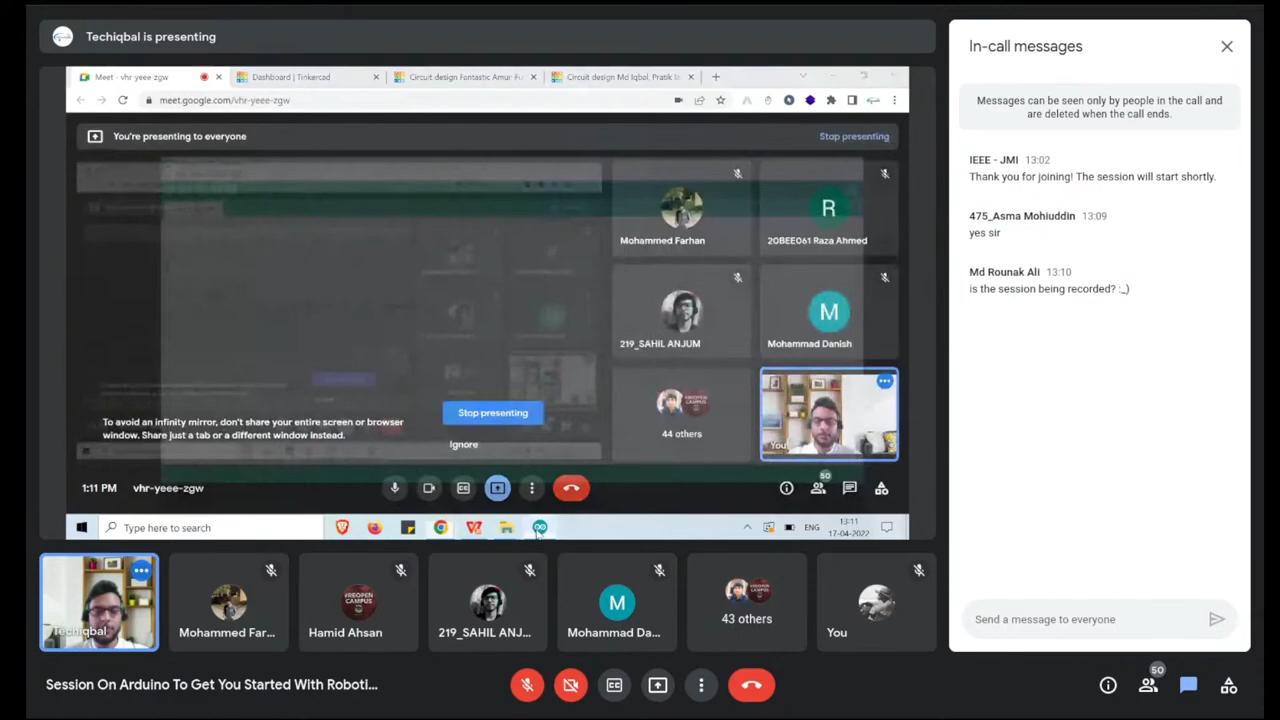 Techiqbal is presenting
Meet - vhr-yeee-zgw
Dashboard | Tinkercad
Circuit design Fantastic Amur-Fu
Circuit design Md Iqbal, Pratik
meet.google.com/vhr-yeee-zgw
You're presenting to everyone
Stop presenting
Mohammed Farhan
R
20BEE061 Raza Ahmed
219_SAHIL ANJUM
M
Mohammad Danish
#REOPEN
CAMPUS
44 others
You
To avoid an infinity mirror, don't share your entire screen or browser
window. Share just a tab or a different window instead.
Stop presenting
Ignore
1:11 PM
vhr-yeee-zgw
50
Type here to search
ENG
13:11
17-04-2022
Techiqbal
Mohammed Far...
#REOPEN
CAMPUS
Hamid Ahsan
219_SAHIL ANJ...
M
Mohammad Da...
#REOPEN
CAMPUS
43 others
You
Session On Arduino To Get You Started With Roboti...
50
In-call messages
Messages can be seen only by people in the call and
are deleted when the call ends.
IEEE - JMI 13:02
Thank you for joining! The session will start shortly.
475_Asma Mohiuddin 13:09
yes sir
Md Rounak Ali 13:10
is the session being recorded? :_)
Send a message to everyone